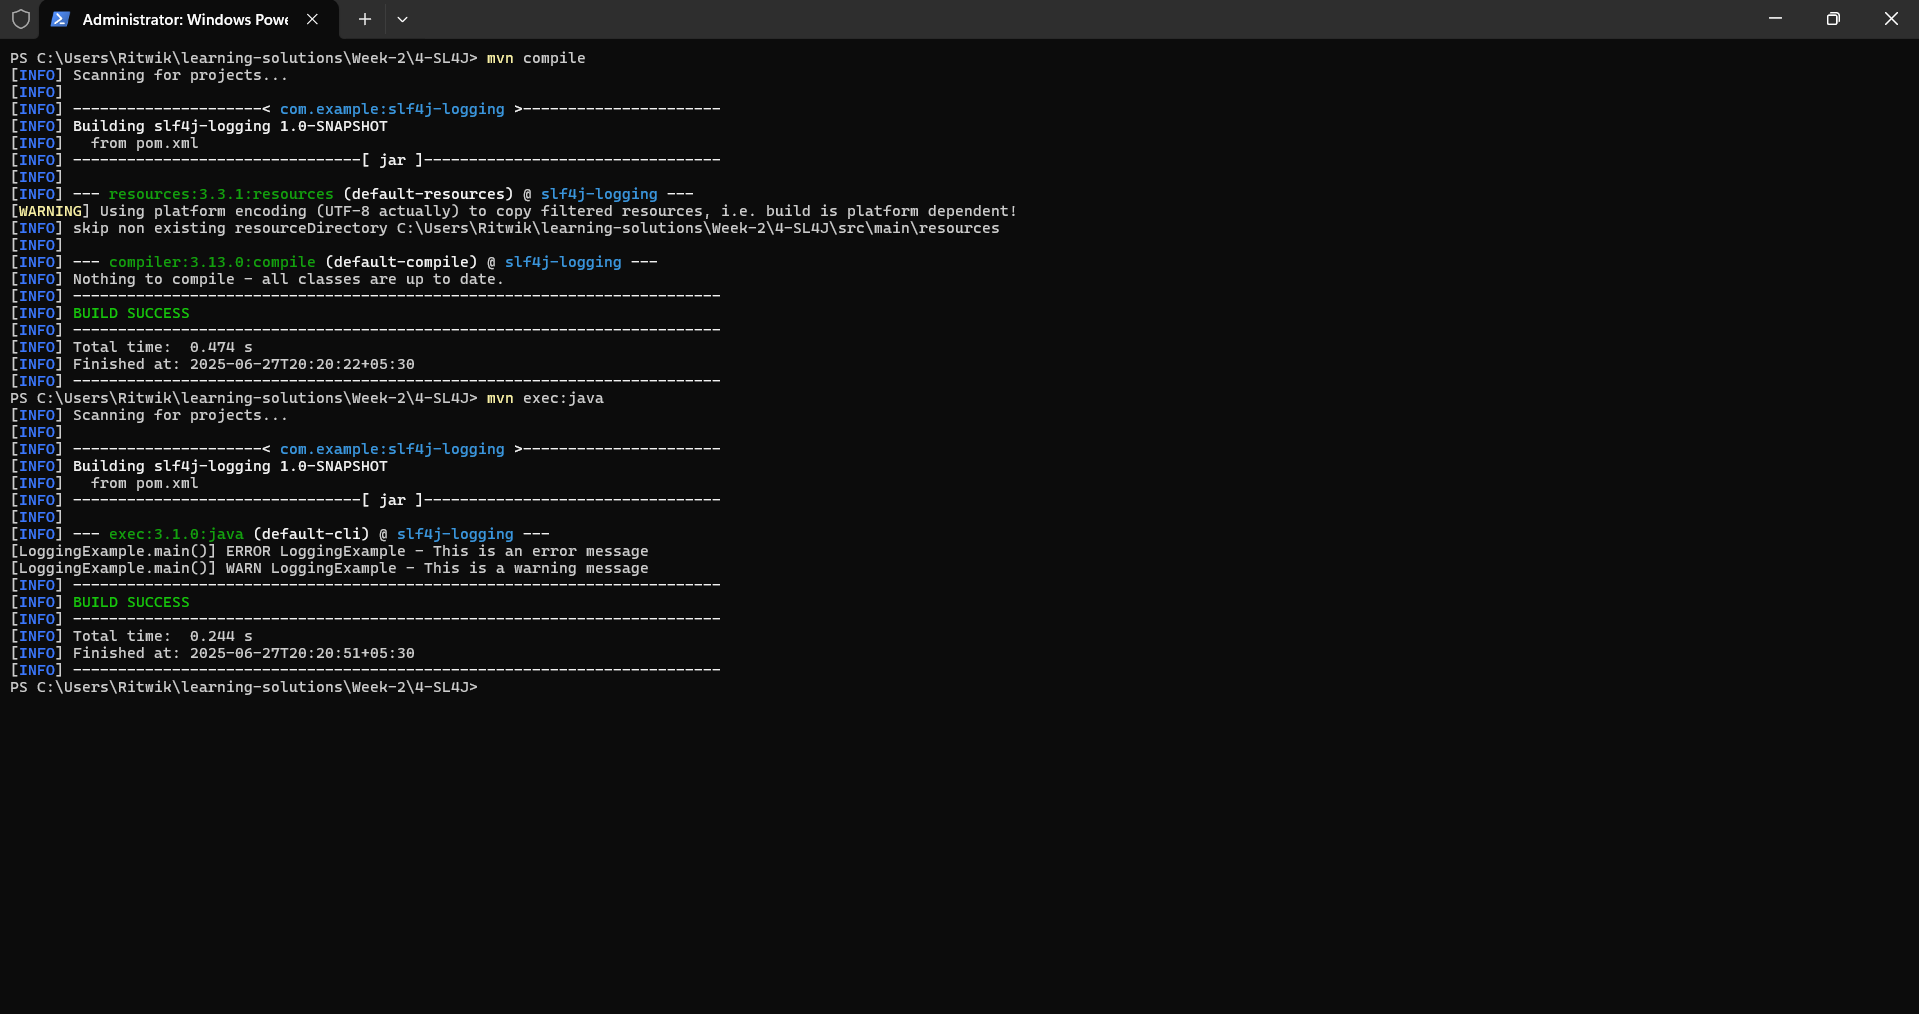 Administrator: Windows Powe
PS C:\Users\Ritwik\learning-solutions\Week-2\4-SL4J> mvn compile
[INFO] Scanning for projects...
[INFO]
[INFO] ---------------------< com.example:slf4j-logging >----------------------
[INFO] Building slf4j-logging 1.0-SNAPSHOT
[INFO]   from pom.xml
[INFO] --------------------------------[ jar ]---------------------------------
[INFO]
[INFO] --- resources:3.3.1:resources (default-resources) @ slf4j-logging ---
[WARNING] Using platform encoding (UTF-8 actually) to copy filtered resources, i.e. build is platform dependent!
[INFO] skip non existing resourceDirectory C:\Users\Ritwik\learning-solutions\Week-2\4-SL4J\src\main\resources
[INFO]
[INFO] --- compiler:3.13.0:compile (default-compile) @ slf4j-logging ---
[INFO] Nothing to compile - all classes are up to date.
[INFO] ------------------------------------------------------------------------
[INFO] BUILD SUCCESS
[INFO] ------------------------------------------------------------------------
[INFO] Total time:  0.474 s
[INFO] Finished at: 2025-06-27T20:20:22+05:30
[INFO] ------------------------------------------------------------------------
PS C:\Users\Ritwik\learning-solutions\Week-2\4-SL4J> mvn exec:java
[INFO] Scanning for projects...
[INFO]
[INFO] ---------------------< com.example:slf4j-logging >----------------------
[INFO] Building slf4j-logging 1.0-SNAPSHOT
[INFO]   from pom.xml
[INFO] --------------------------------[ jar ]---------------------------------
[INFO]
[INFO] --- exec:3.1.0:java (default-cli) @ slf4j-logging ---
[LoggingExample.main()] ERROR LoggingExample - This is an error message
[LoggingExample.main()] WARN LoggingExample - This is a warning message
[INFO] ------------------------------------------------------------------------
[INFO] BUILD SUCCESS
[INFO] ------------------------------------------------------------------------
[INFO] Total time:  0.244 s
[INFO] Finished at: 2025-06-27T20:20:51+05:30
[INFO] ------------------------------------------------------------------------
PS C:\Users\Ritwik\learning-solutions\Week-2\4-SL4J>